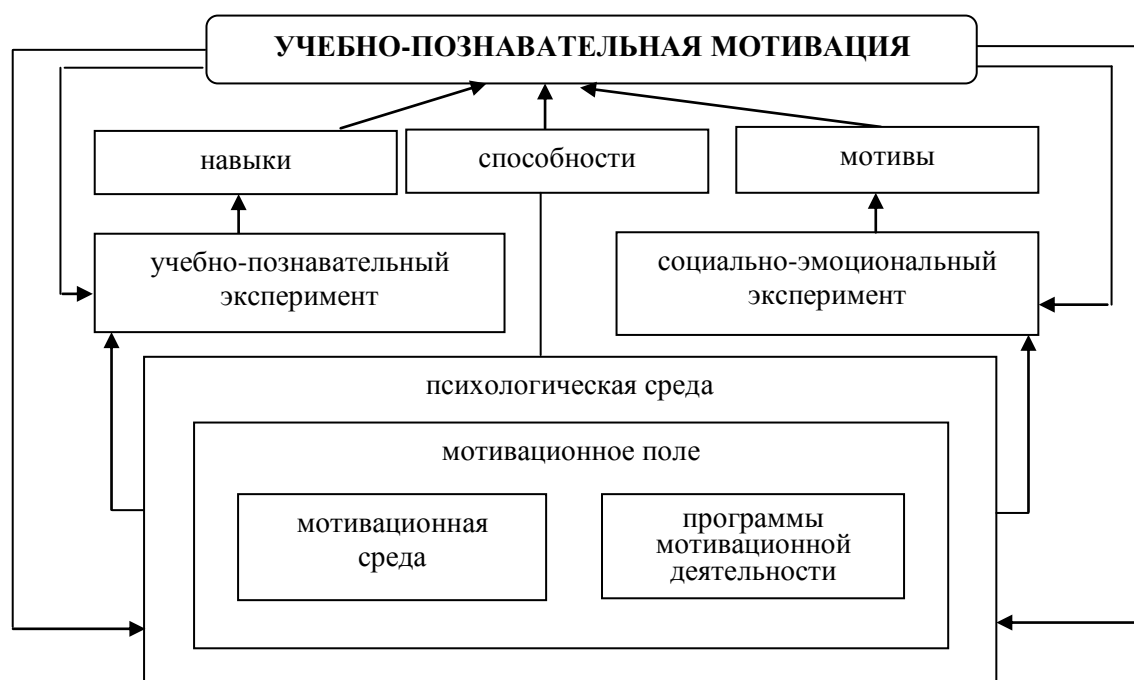 УЧЕБНО-ПОЗНАВАТЕЛЬНАЯ МОТИВАЦИЯ
навыки
способности
мотивы
учебно-познавательный
эксперимент
социально-эмоциональный
эксперимент
психологическая среда
мотивационное поле
мотивационная
среда
программы
мотивационной
деятельности